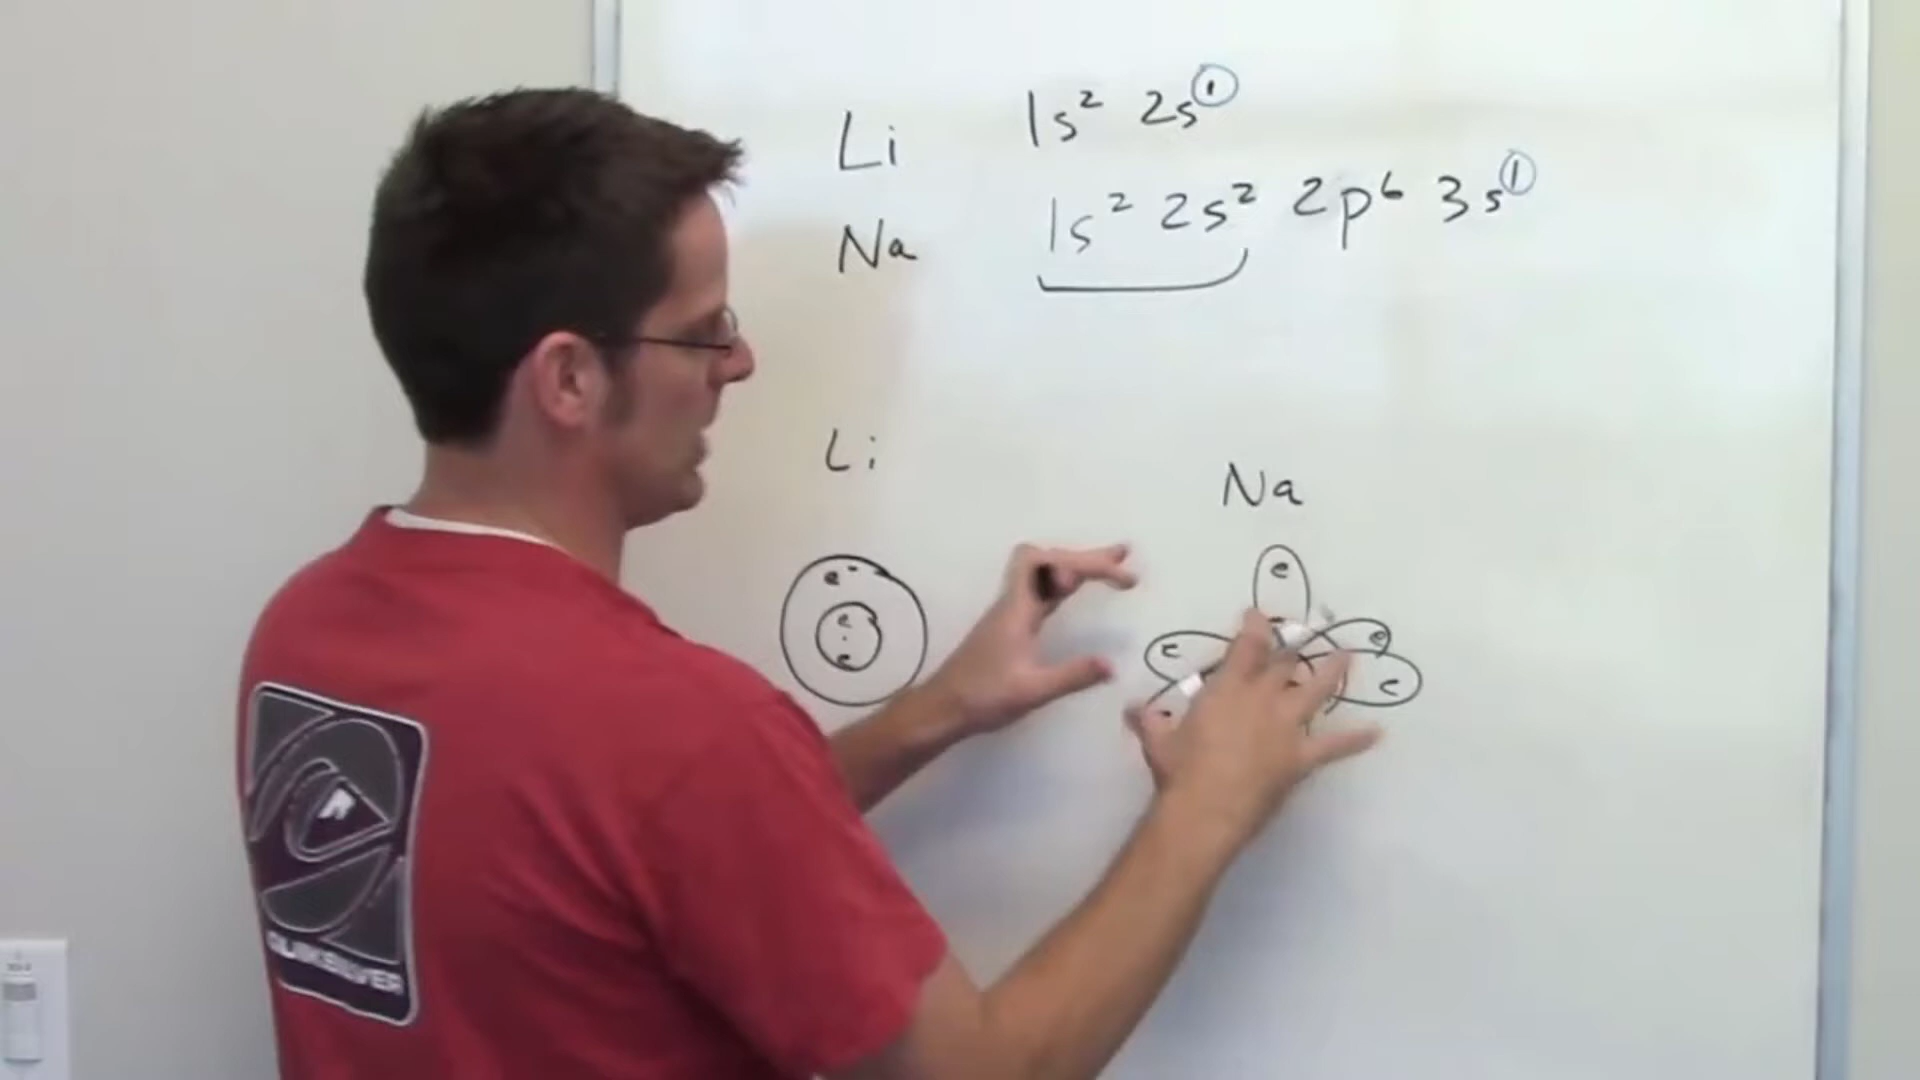 Li 1s² 2s¹
Na 1s² 2s² 2p⁶ 3s¹
Li
Na
e
e
e
e
e
e
e
e
QUIKSILVER